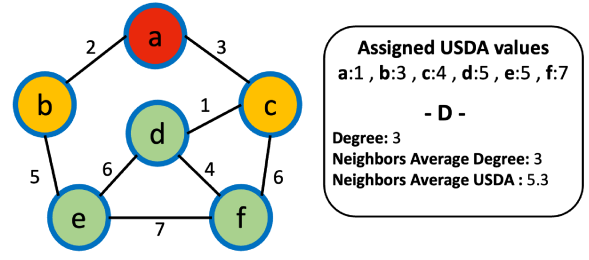 a
2
3
b
c
1
d
5
6
4
6
e
f
7
Assigned USDA values
a:1 , b:3 , c:4 , d:5 , e:5 , f:7
- D -
Degree: 3
Neighbors Average Degree: 3
Neighbors Average USDA : 5.3